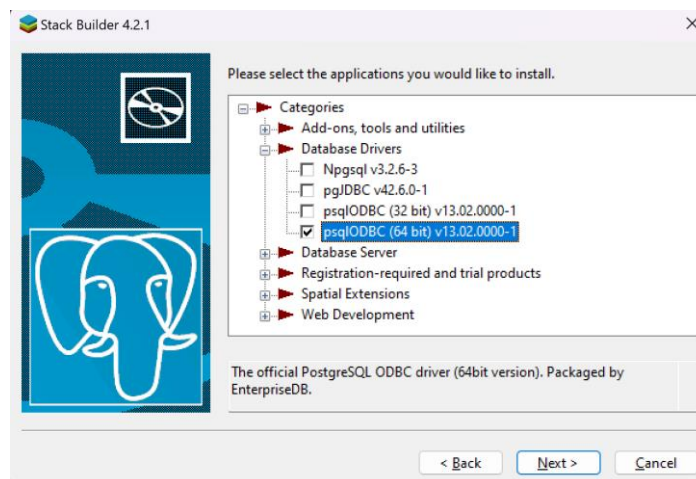 Stack Builder 4.2.1
Please select the applications you would like to install.
Categories
Add-ons, tools and utilities
Database Drivers
Npgsql v3.2.6-3
pgJDBC v42.6.0-1
psqlODBC (32 bit) v13.02.0000-1
psqlODBC (64 bit) v13.02.0000-1
Database Server
Registration-required and trial products
Spatial Extensions
Web Development
The official PostgreSQL ODBC driver (64bit version). Packaged by
EnterpriseDB.
< Back Next > Cancel